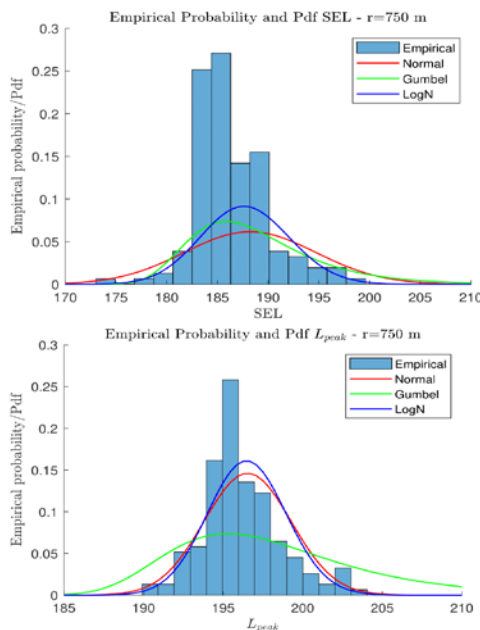 Empirical Probability and Pdf SEL - r=750 m
0.3
0.25
0.2
0.15
0.1
0.05
0
Empirical probability/Pdf
Empirical
Normal
Gumbel
LogN
170 175 180 185 190 195 200 205 210
SEL
Empirical Probability and Pdf L_peak - r=750 m
0.3
0.25
0.2
0.15
0.1
0.05
0
Empirical probability/Pdf
Empirical
Normal
Gumbel
LogN
185 190 195 200 205 210
L_peak